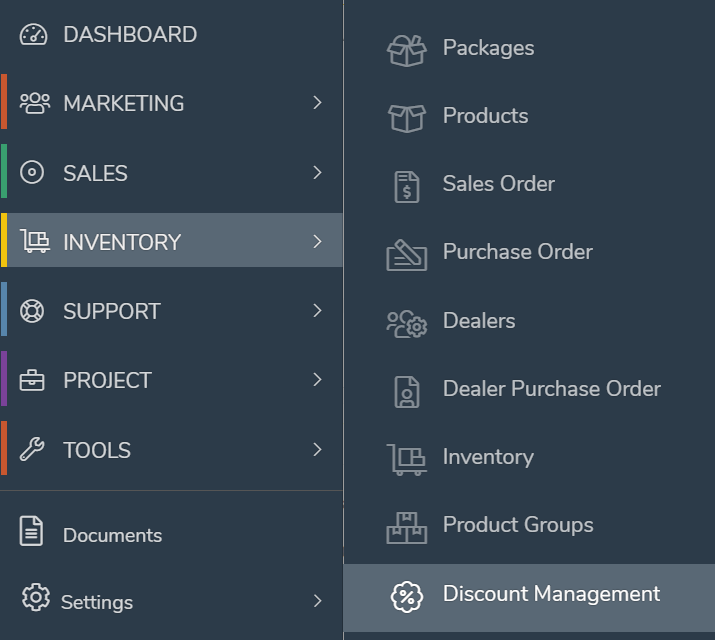 DASHBOARD
MARKETING
SALES
INVENTORY
SUPPORT
PROJECT
TOOLS
Documents
Settings
Packages
Products
Sales Order
Purchase Order
Dealers
Dealer Purchase Order
Inventory
Product Groups
Discount Management